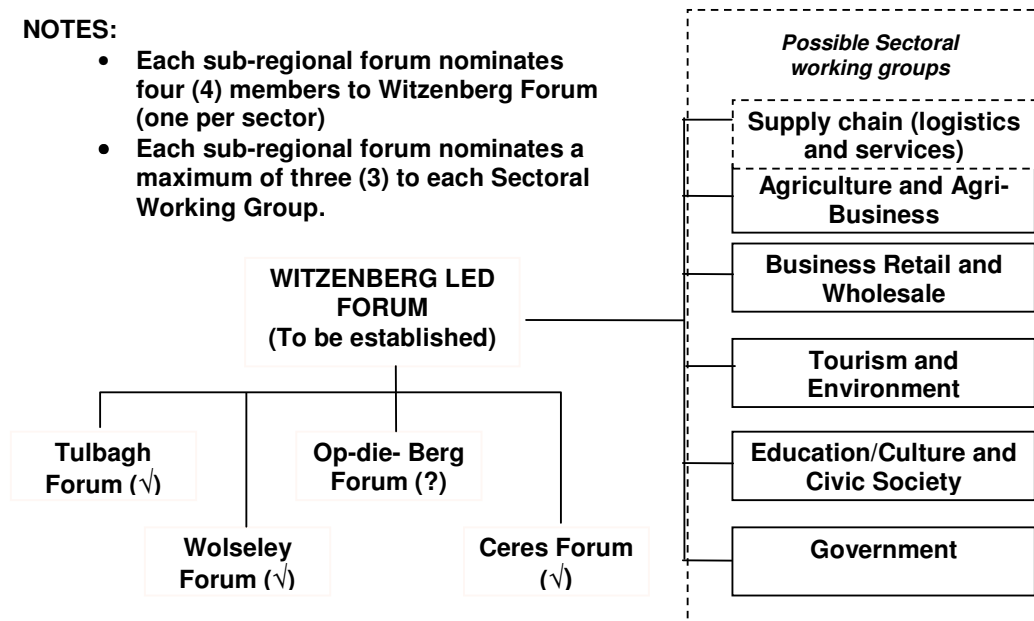 NOTES:
• Each sub-regional forum nominates
four (4) members to Witzenberg Forum
(one per sector)
• Each sub-regional forum nominates a
maximum of three (3) to each Sectoral
Working Group.
WITZENBERG LED
FORUM
(To be established)
Tulbagh
Forum (√)
Op-die- Berg
Forum (?)
Wolseley
Forum (√)
Ceres Forum
(√)
Possible Sectoral
working groups
Supply chain (logistics
and services)
Agriculture and Agri-
Business
Business Retail and
Wholesale
Tourism and
Environment
Education/Culture and
Civic Society
Government